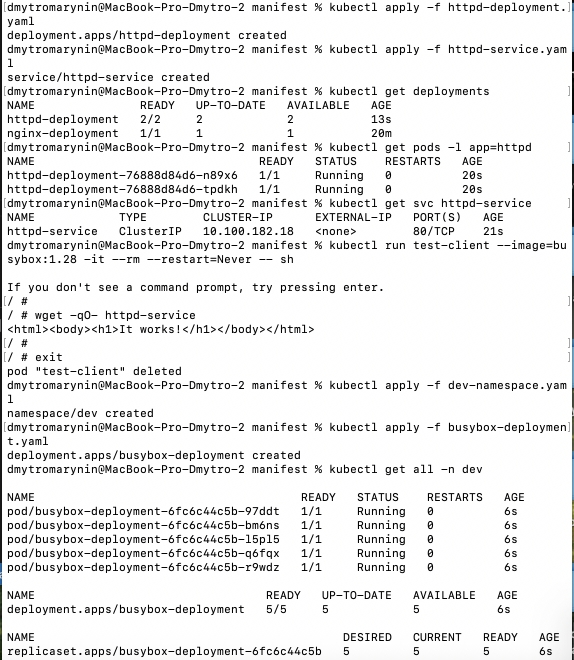 [dmytromarynin@MacBook-Pro-Dmytro-2 manifest % kubectl apply -f httpd-deployment.]
yaml
deployment.apps/httpd-deployment created
[dmytromarynin@MacBook-Pro-Dmytro-2 manifest % kubectl apply -f httpd-service.yam]
l
service/httpd-service created
[dmytromarynin@MacBook-Pro-Dmytro-2 manifest % kubectl get deployments ]
NAME READY UP-TO-DATE AVAILABLE AGE
httpd-deployment 2/2 2 2 13s
nginx-deployment 1/1 1 1 20m
[dmytromarynin@MacBook-Pro-Dmytro-2 manifest % kubectl get pods -l app=httpd ]
NAME READY STATUS RESTARTS AGE
httpd-deployment-76888d84d6-n89x6 1/1 Running 0 20s
httpd-deployment-76888d84d6-tpdkh 1/1 Running 0 20s
[dmytromarynin@MacBook-Pro-Dmytro-2 manifest % kubectl get svc httpd-service ]
NAME TYPE CLUSTER-IP EXTERNAL-IP PORT(S) AGE
httpd-service ClusterIP 10.100.182.18 <none> 80/TCP 21s
dmytromarynin@MacBook-Pro-Dmytro-2 manifest % kubectl run test-client --image=bu
sybox:1.28 -it --rm --restart=Never -- sh
If you don't see a command prompt, try pressing enter.
[/ # ]
/ # wget -qO- httpd-service
<html><body><h1>It works!</h1></body></html>
[/ # ]
[/ # exit ]
pod "test-client" deleted
dmytromarynin@MacBook-Pro-Dmytro-2 manifest % kubectl apply -f dev-namespace.yam
l
namespace/dev created
[dmytromarynin@MacBook-Pro-Dmytro-2 manifest % kubectl apply -f busybox-deploymen]
t.yaml
deployment.apps/busybox-deployment created
dmytromarynin@MacBook-Pro-Dmytro-2 manifest % kubectl get all -n dev
NAME READY STATUS RESTARTS AGE
pod/busybox-deployment-6fc6c44c5b-97ddt 1/1 Running 0 6s
pod/busybox-deployment-6fc6c44c5b-bm6ns 1/1 Running 0 6s
pod/busybox-deployment-6fc6c44c5b-l5pl5 1/1 Running 0 6s
pod/busybox-deployment-6fc6c44c5b-q6fqx 1/1 Running 0 6s
pod/busybox-deployment-6fc6c44c5b-r9wdz 1/1 Running 0 6s
NAME READY UP-TO-DATE AVAILABLE AGE
deployment.apps/busybox-deployment 5/5 5 5 6s
NAME DESIRED CURRENT READY AGE
replicaset.apps/busybox-deployment-6fc6c44c5b 5 5 5 6s